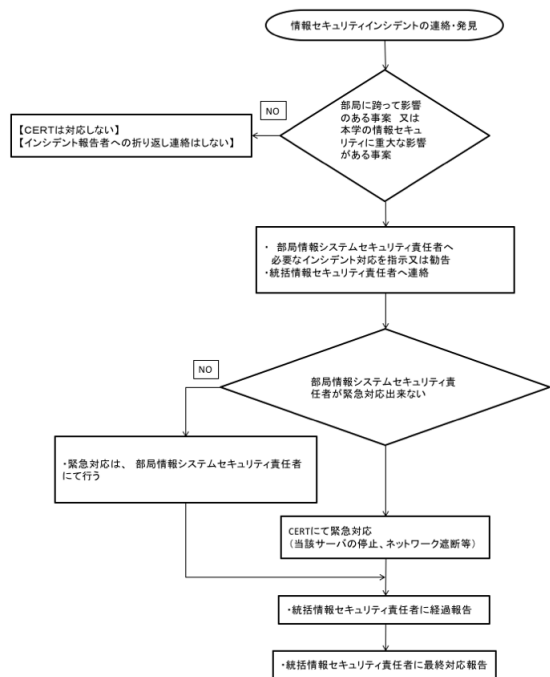 情報セキュリティインシデントの連絡・発見
部局に跨って影響
のある事案 又は
本学の情報セキュ
リティに重大な影響
がある事案
NO
【CERTは対応しない】
【インシデント報告者への折り返し連絡はしない】
・ 部局情報システムセキュリティ責任者へ
必要なインシデント対応を指示又は勧告
・統括情報セキュリティ責任者へ連絡
NO
部局情報システムセキュリティ責
任者が緊急対応出来ない
・緊急対応は、 部局情報システムセキュリティ責任者
にて行う
CERTにて緊急対応
（当該サーバの停止、ネットワーク遮断等）
・統括情報セキュリティ責任者に経過報告
・統括情報セキュリティ責任者に最終対応報告